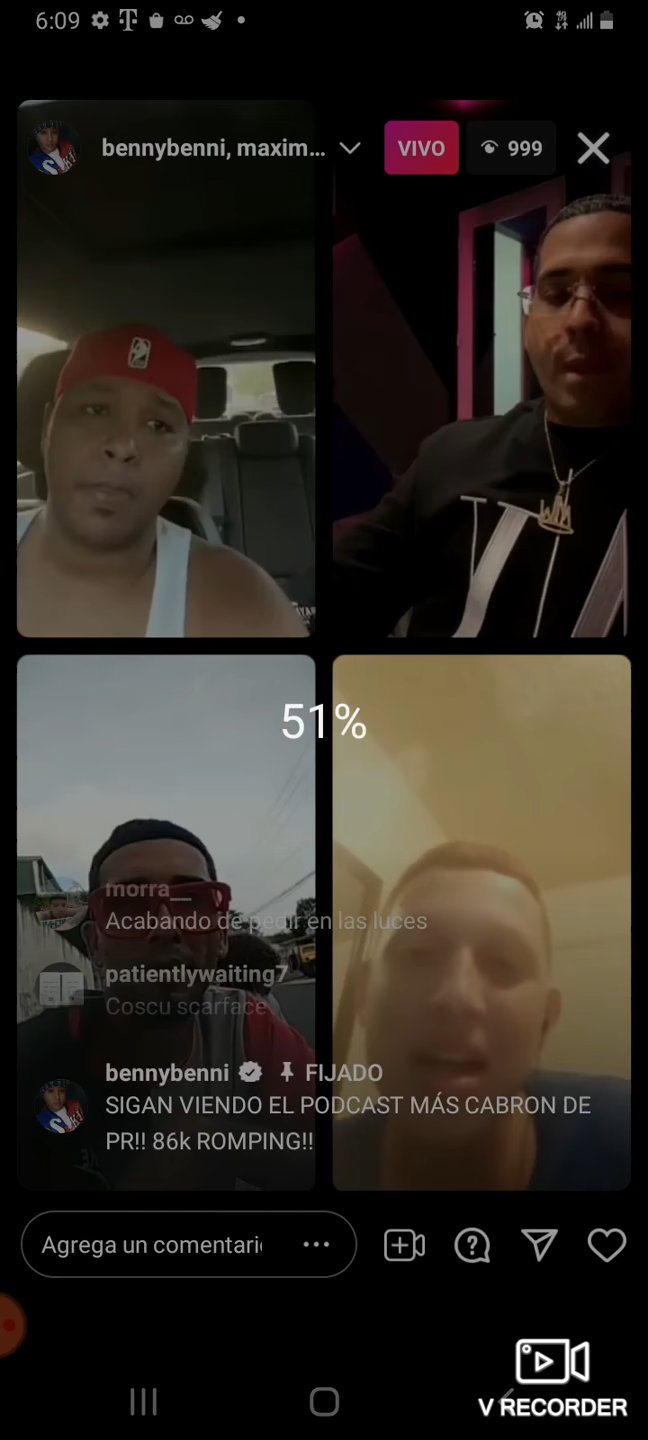 6:09
bennybenni, maxim...
VIVO
999
51%
morra__
Acabando de pedir en las luces
patientlywaiting7
Coscu scarface
bennybenni FIJADO
SIGAN VIENDO EL PODCAST MÁS CABRON DE
PR!! 86k ROMPING!!
Agrega un comentari
V RECORDER